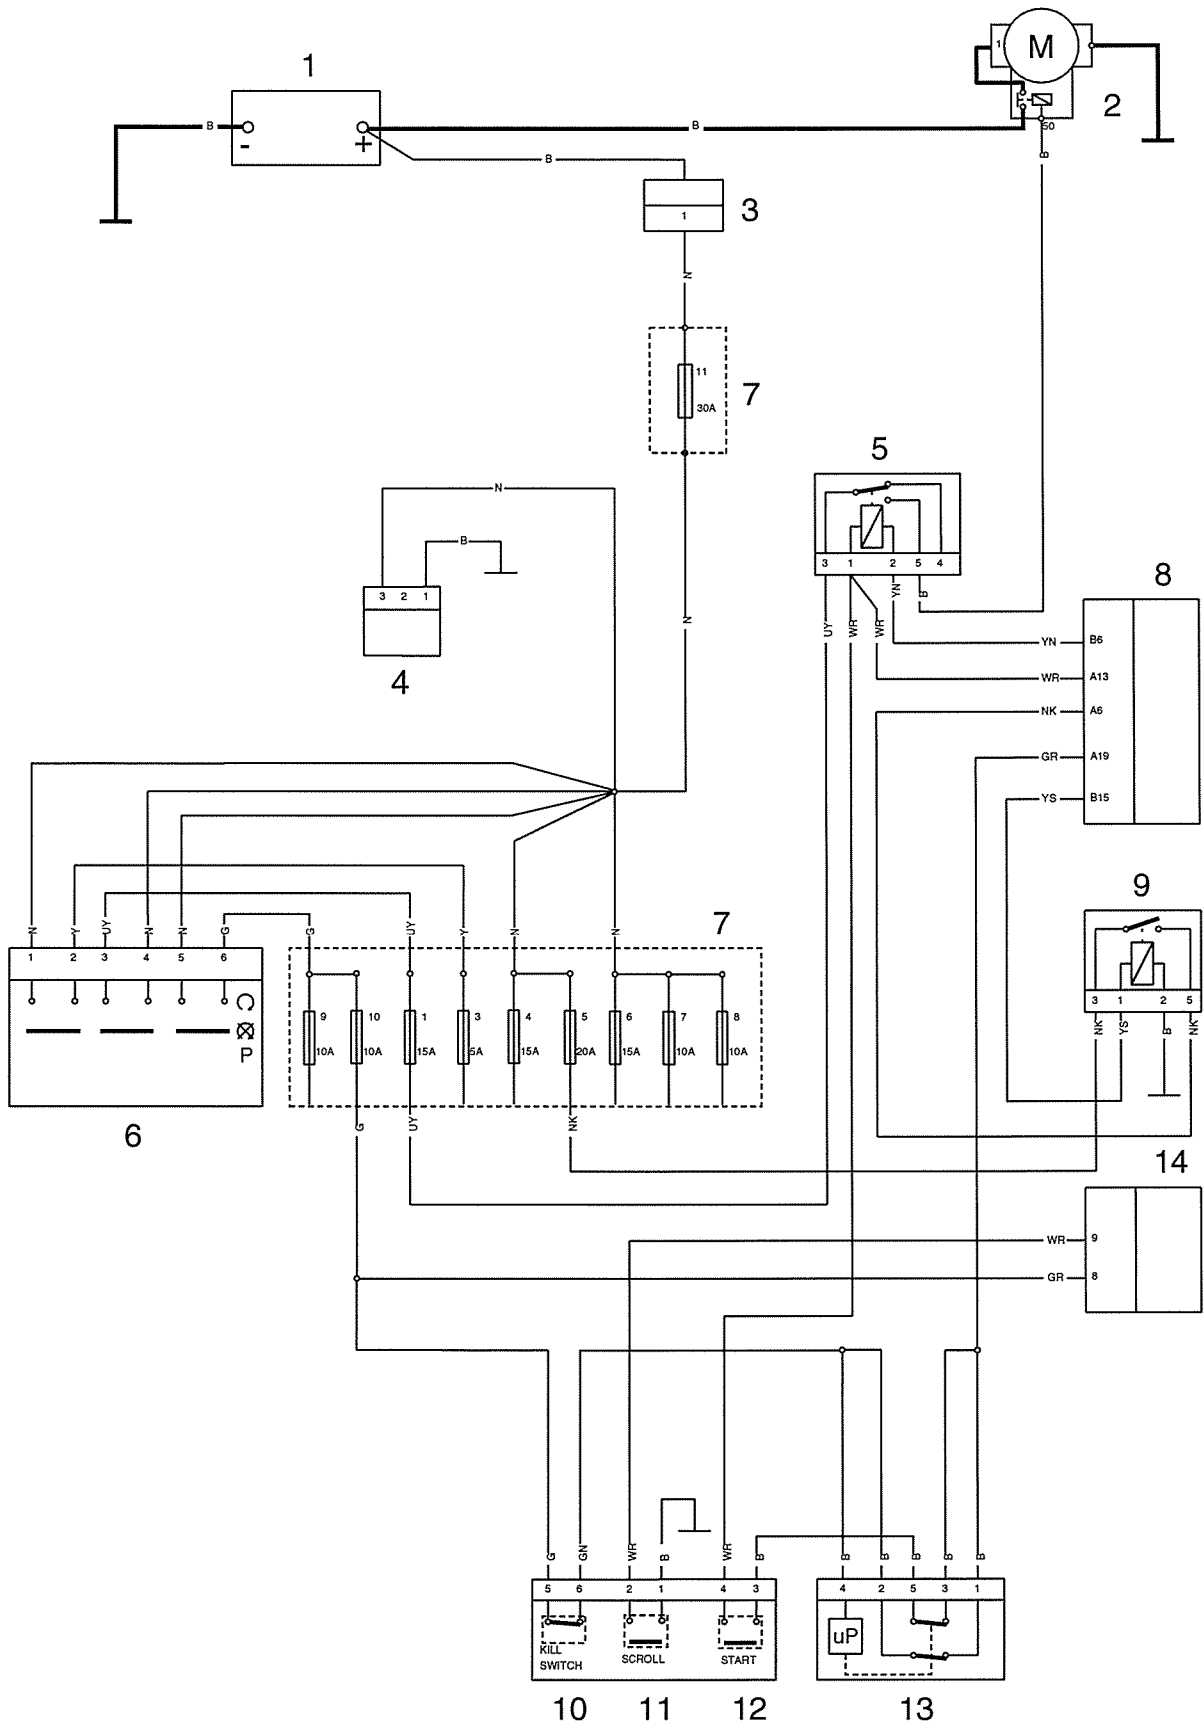 1
M
1
2
B
B
50
-
+
B
B
3
1
N
11
7
30A
5
N
B
3 1 2 5 4
8
3 2 1
YN
B
N
UY
WR
WR
YN
B6
4
WR
A13
NK
A6
GR
A19
YS
B15
9
7
N Y UY N N G G UY Y N N
1 2 3 4 5 6
3 1 2 5
NK YS B NK
9 10 1 3 4 5 6 7 8
10A 10A 15A 5A 15A 20A 15A 10A 10A
P
G UY NK
6
14
WR
9
GR
8
G GN WR B WR B B B B B B
5 6 2 1 4 3 4 2 5 3 1
uP
KILL
SWITCH
SCROLL
START
10 11 12 13